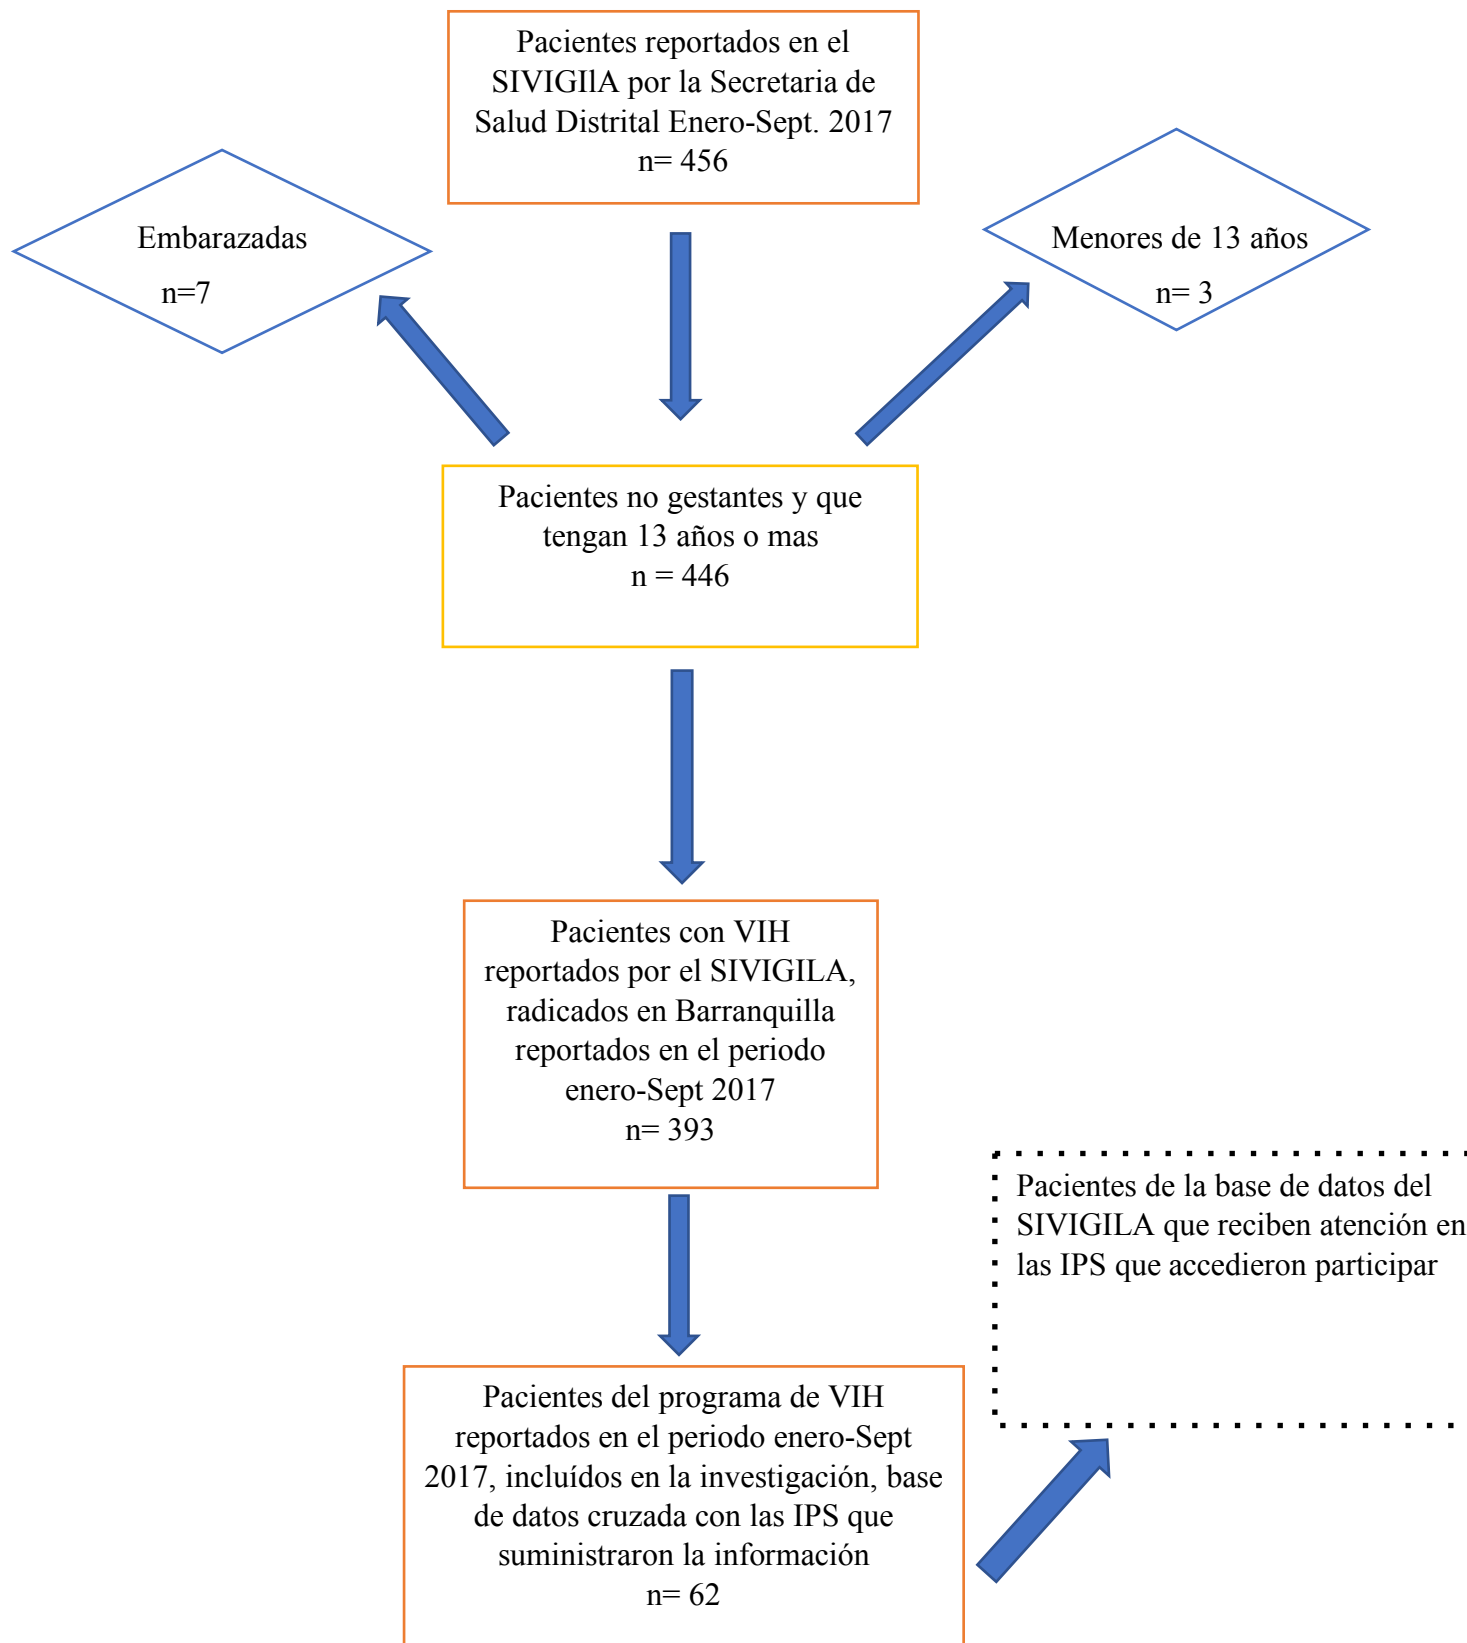 Pacientes reportados en el
SIVIGIlA por la Secretaria de
Salud Distrital Enero-Sept. 2017
n= 456
Embarazadas
n=7
Menores de 13 años
n= 3
Pacientes no gestantes y que
tengan 13 años o mas
n = 446
Pacientes con VIH
reportados por el SIVIGILA,
radicados en Barranquilla
reportados en el periodo
enero-Sept 2017
n= 393
Pacientes de la base de datos del
SIVIGILA que reciben atención en
las IPS que accedieron participar
Pacientes del programa de VIH
reportados en el periodo enero-Sept
2017, incluídos en la investigación, base
de datos cruzada con las IPS que
suministraron la información
n= 62